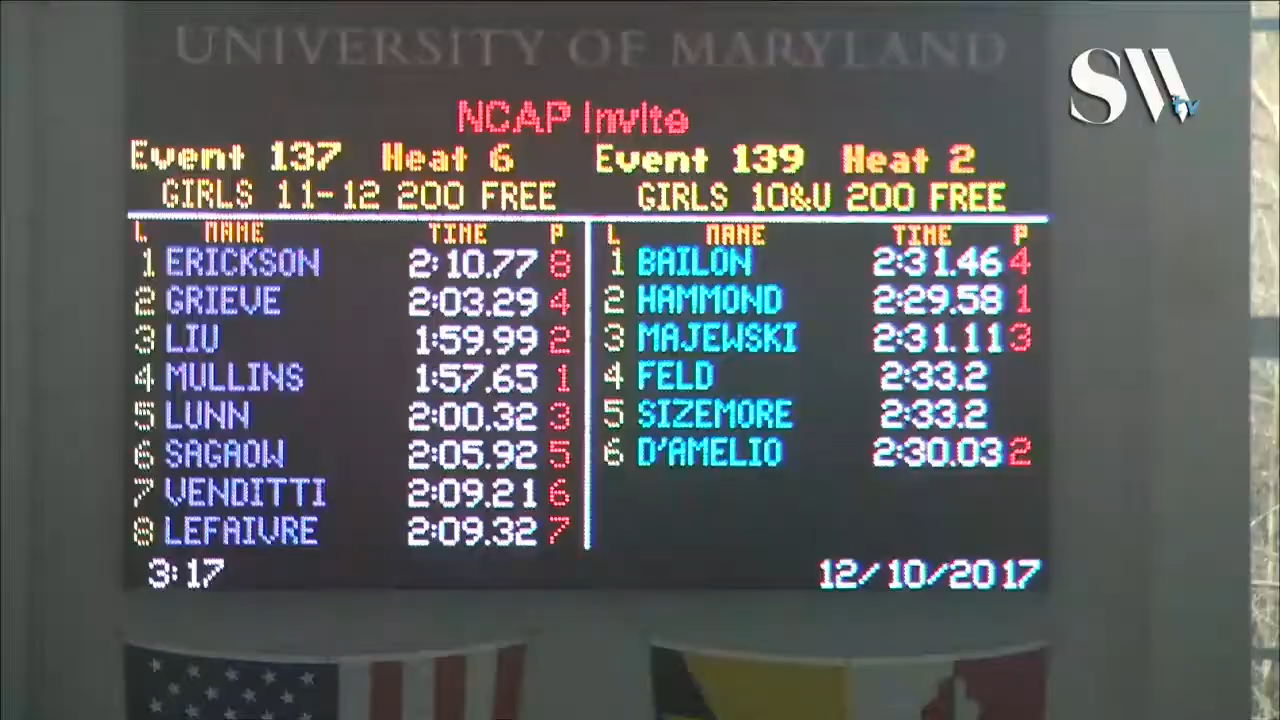 UNIVERSITY OF MARYLAND
SW tv
NCAP Invite
Event 137 Heat 6 Event 139 Heat 2
GIRLS 11-12 200 FREE GIRLS 10&U 200 FREE
L NAME TIME P L NAME TIME P
1 ERICKSON 2:10.77 8 1 BAILON 2:31.46 4
2 GRIEVE 2:03.29 4 2 HAMMOND 2:29.58 1
3 LIU 1:59.99 2 3 MAJEWSKI 2:31.11 3
4 MULLINS 1:57.65 1 4 FELD 2:33.2
5 LUNN 2:00.32 3 5 SIZEMORE 2:33.2
6 SAGAOW 2:05.92 5 6 D'AMELIO 2:30.03 2
7 VENDITTI 2:09.21 6
8 LEFAIVRE 2:09.32 7
3:17 12/10/2017